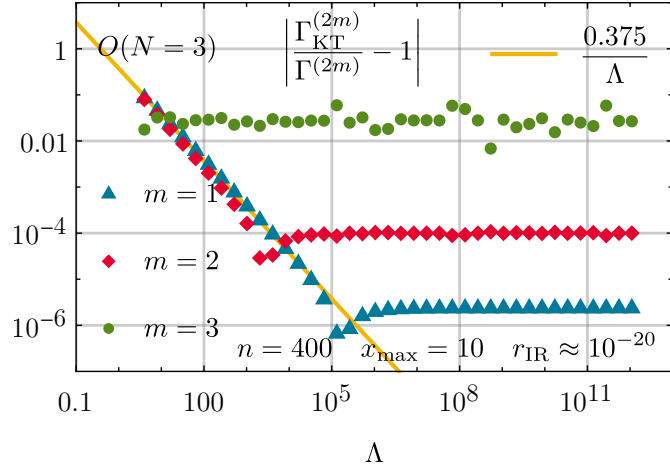 O(N = 3)
|Γ_KT^(2m) / Γ^(2m) − 1|
0.375/Λ
1
0.01
10^−4
10^−6
m = 1
m = 2
m = 3
n = 400 x_max = 10 r_IR ≈ 10^−20
0.1 100 10^5 10^8 10^11
Λ